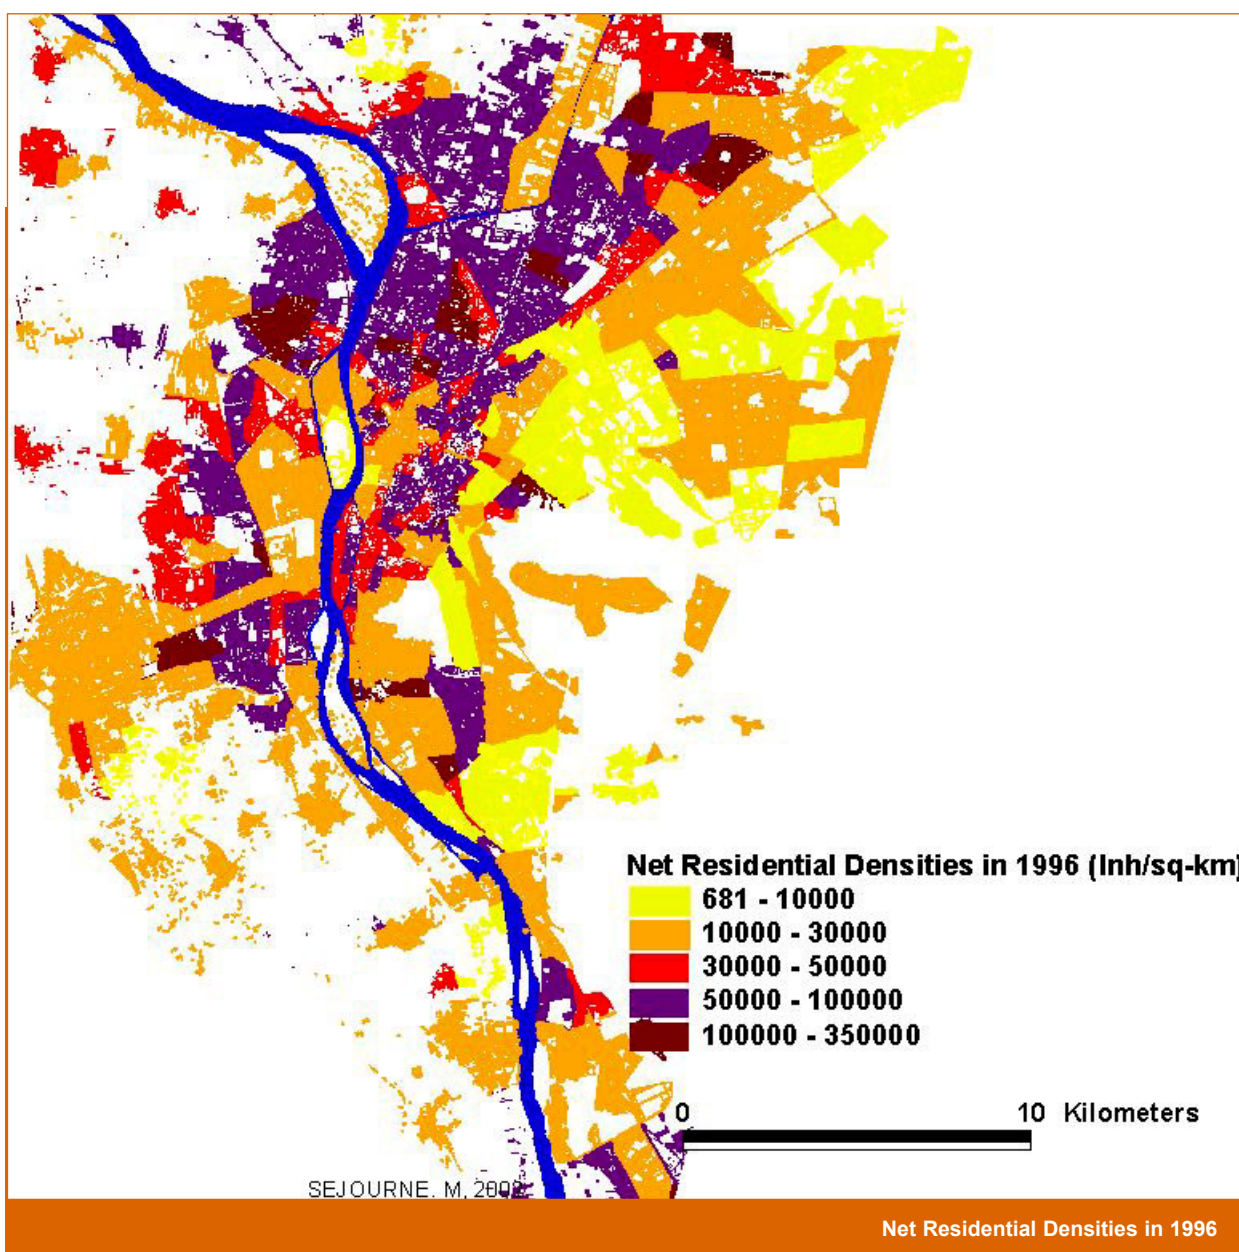 Net Residential Densities in 1996 (Inh/sq-km)
681 - 10000
10000 - 30000
30000 - 50000
50000 - 100000
100000 - 350000
0 10 Kilometers
SEJOURNE. M,
Net Residential Densities in 1996